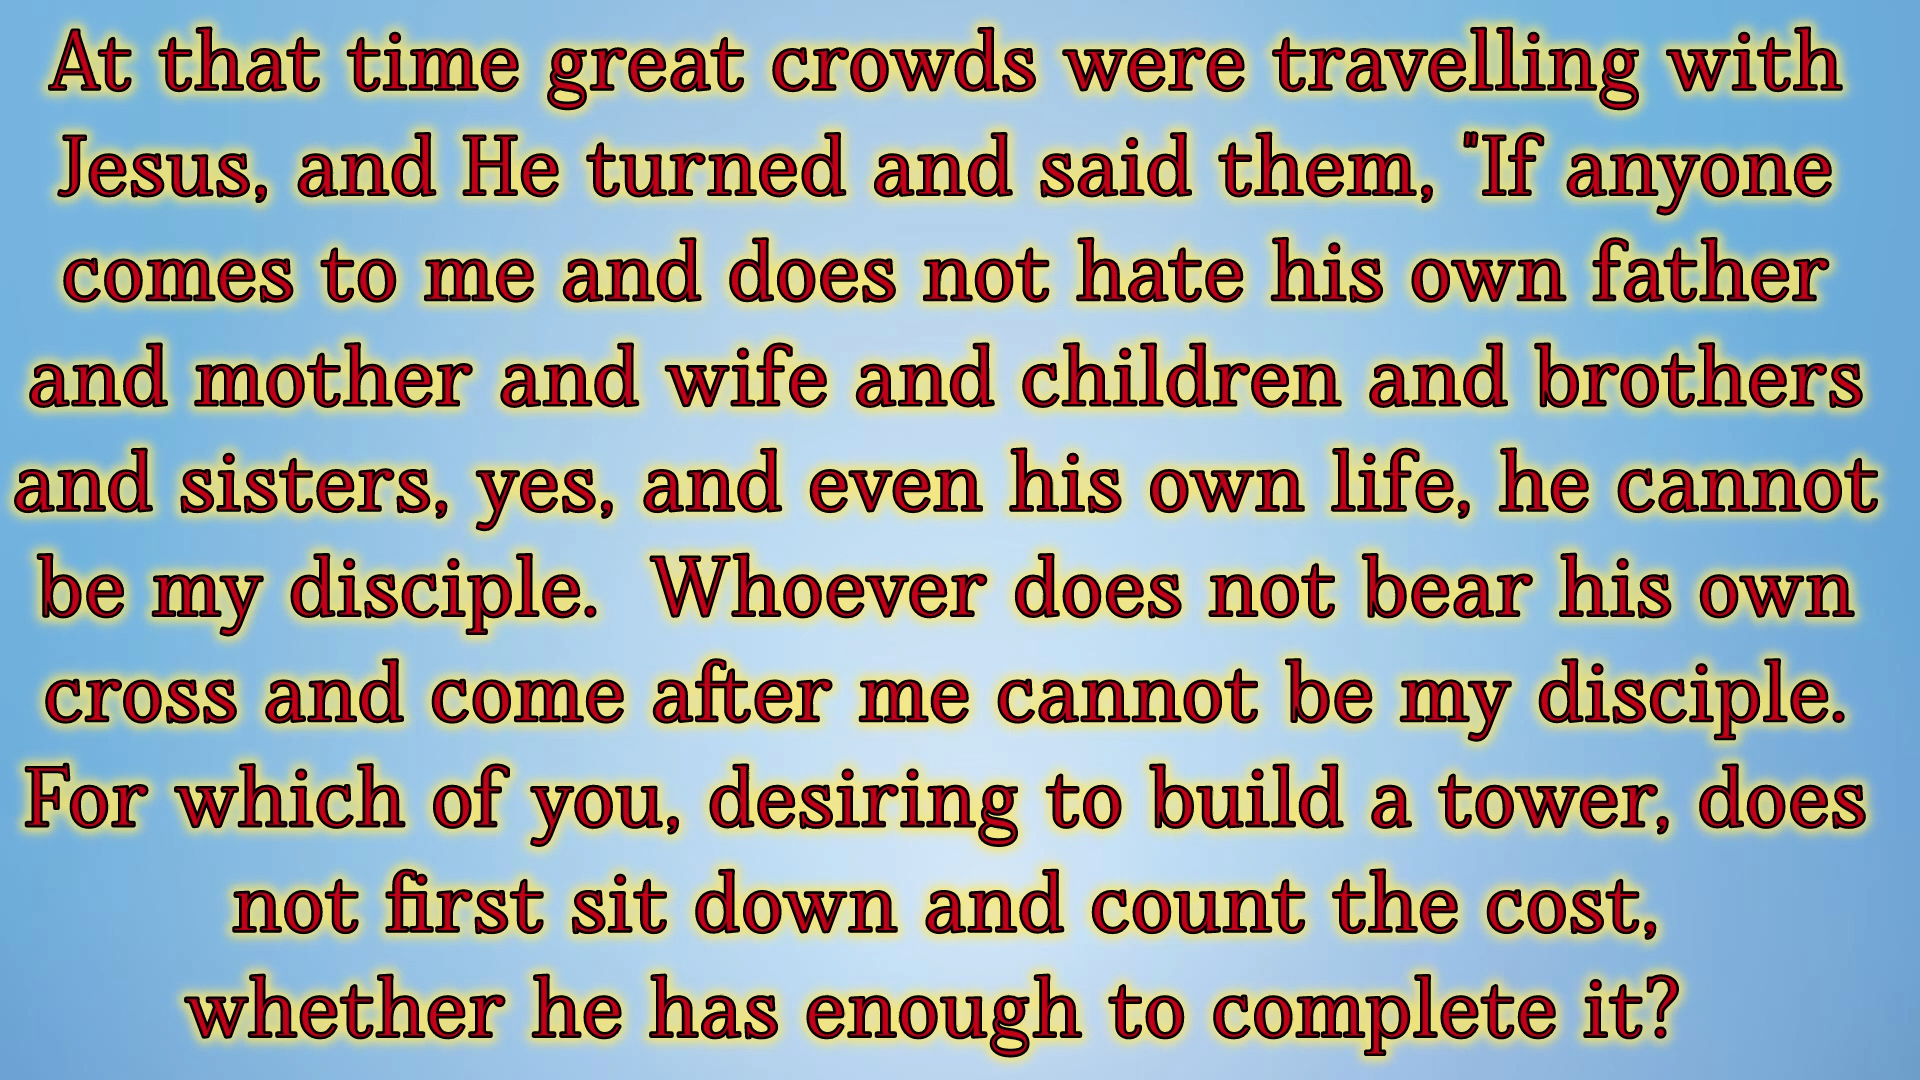 At that time great crowds were travelling with
Jesus, and He turned and said them, "If anyone
comes to me and does not hate his own father
and mother and wife and children and brothers
and sisters, yes, and even his own life, he cannot
be my disciple.  Whoever does not bear his own
cross and come after me cannot be my disciple.
For which of you, desiring to build a tower, does
not first sit down and count the cost,
whether he has enough to complete it?